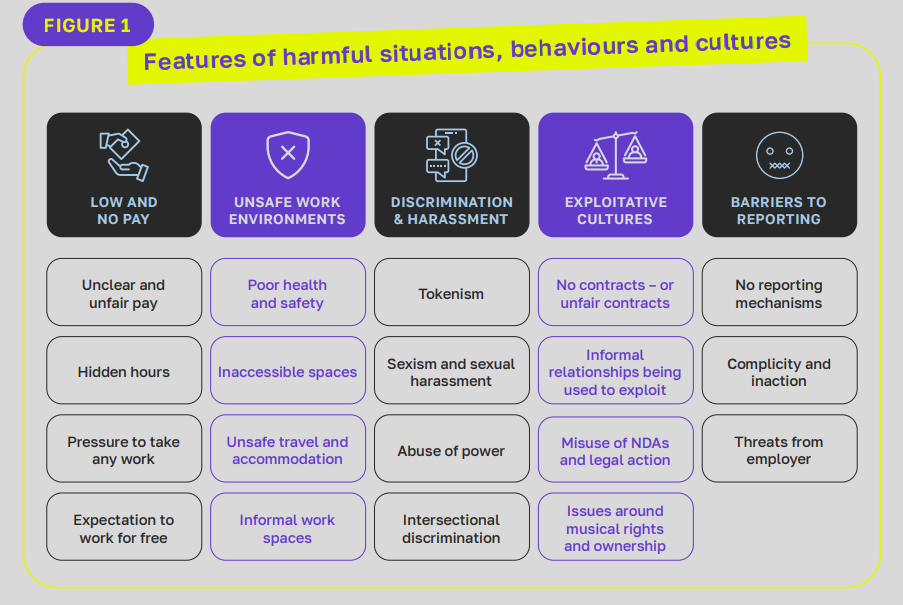 FIGURE 1
Features of harmful situations, behaviours and cultures
LOW AND
NO PAY
UNSAFE WORK
ENVIRONMENTS
DISCRIMINATION
& HARASSMENT
EXPLOITATIVE
CULTURES
BARRIERS TO
REPORTING
Unclear and
unfair pay
Poor health
and safety
Tokenism
No contracts – or
unfair contracts
No reporting
mechanisms
Hidden hours
Inaccessible spaces
Sexism and sexual
harassment
Informal
relationships being
used to exploit
Complicity and
inaction
Pressure to take
any work
Unsafe travel and
accommodation
Abuse of power
Misuse of NDAs
and legal action
Threats from
employer
Expectation to
work for free
Informal work
spaces
Intersectional
discrimination
Issues around
musical rights
and ownership